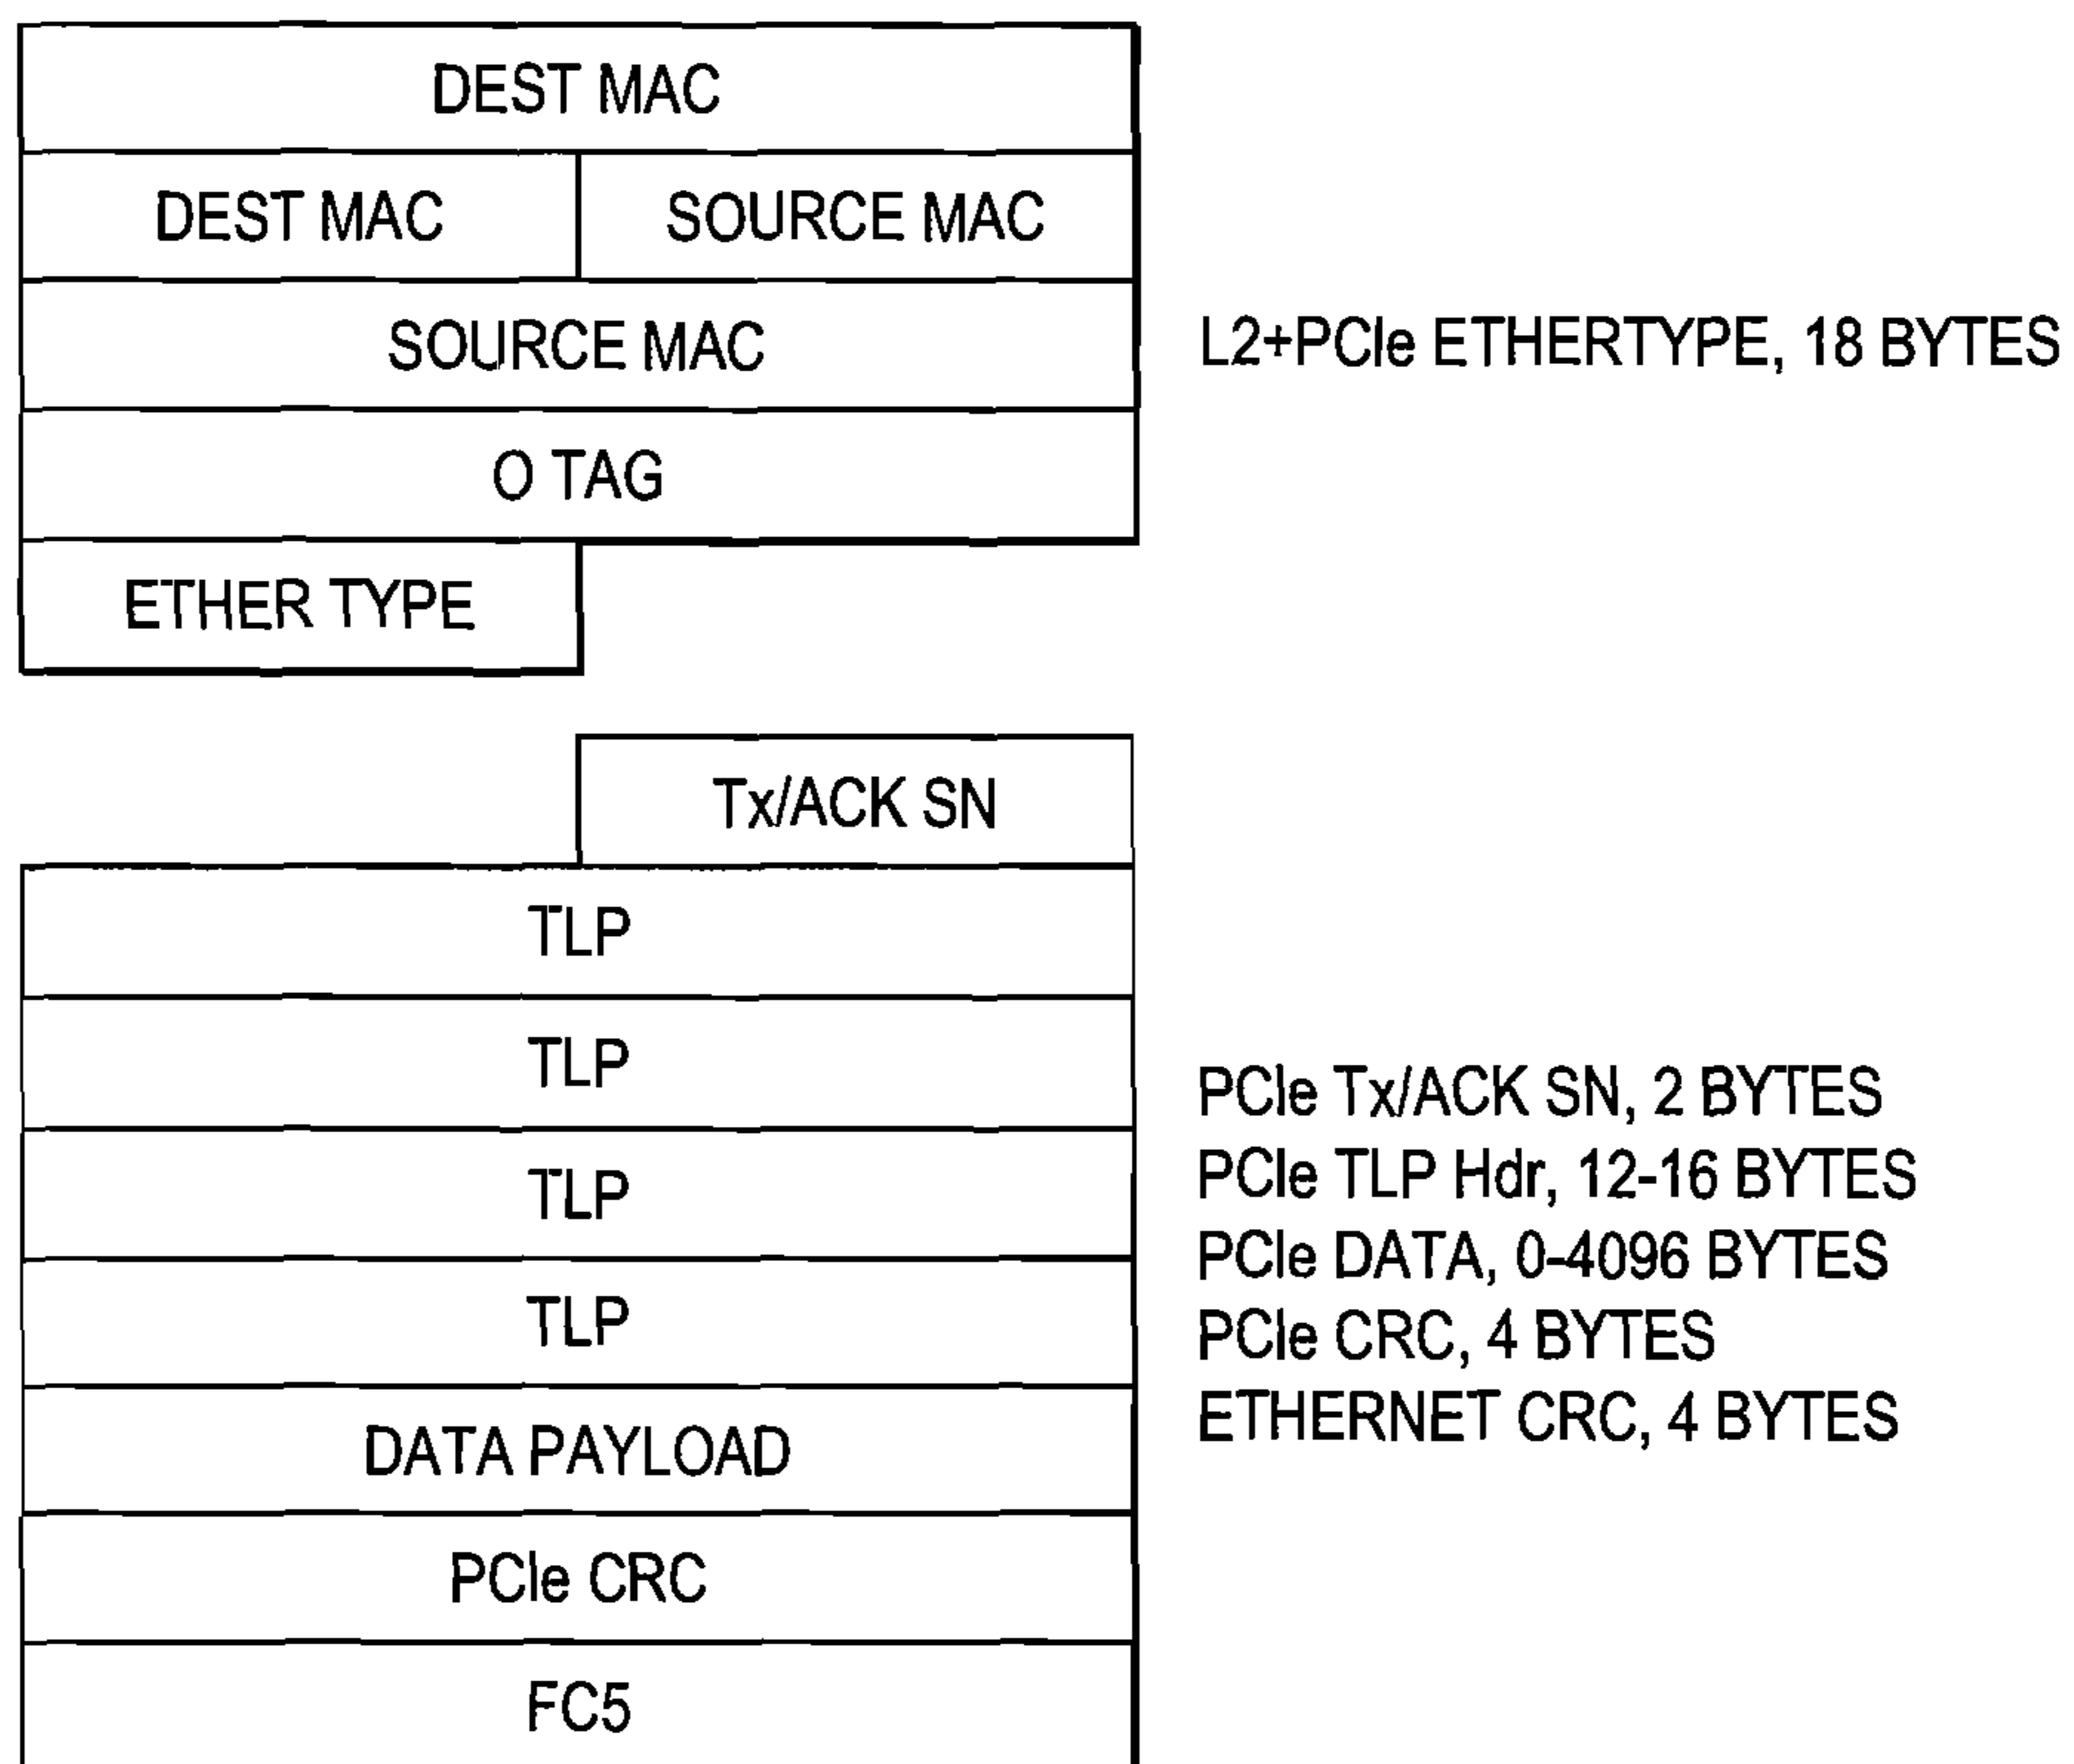 DEST MAC
DEST MAC SOURCE MAC
SOURCE MAC
L2+PCIe ETHERTYPE, 18 BYTES
O TAG
ETHER TYPE
Tx/ACK SN
TLP
TLP
TLP
TLP
DATA PAYLOAD
PCIe CRC
FC5
PCIe Tx/ACK SN, 2 BYTES
PCIe TLP Hdr, 12-16 BYTES
PCIe DATA, 0-4096 BYTES
PCIe CRC, 4 BYTES
ETHERNET CRC, 4 BYTES